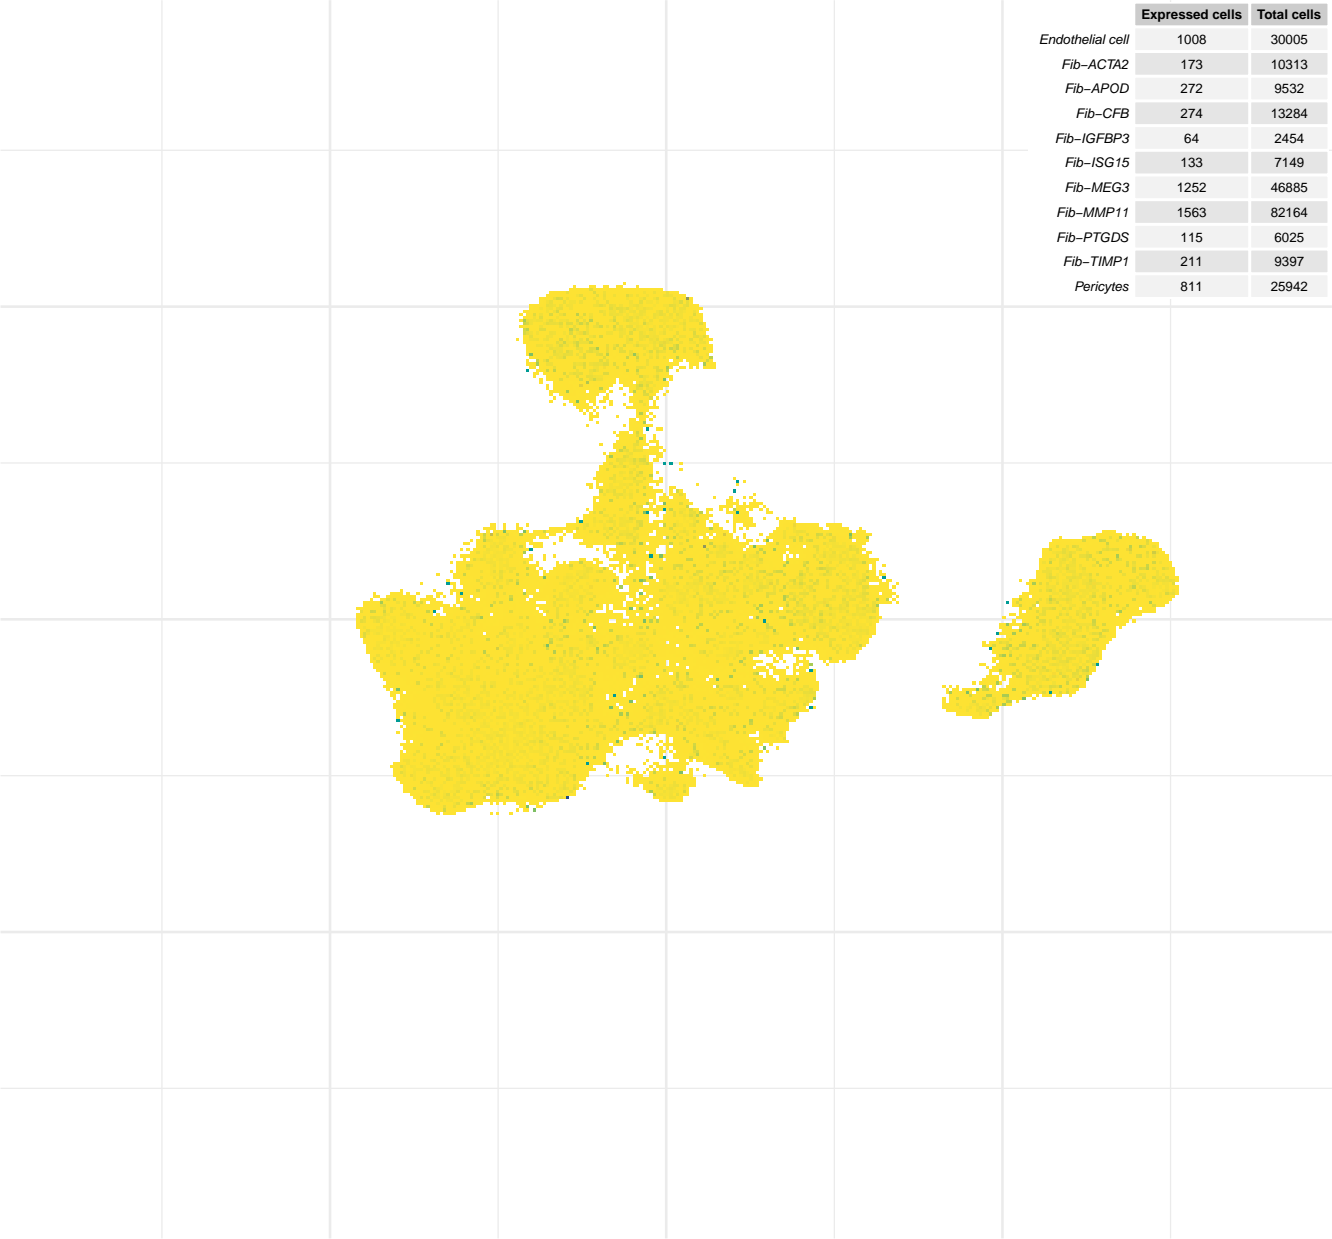 Expressed cells Total cells
Endothelial cell 1008 30005
Fib−ACTA2 173 10313
Fib−APOD 272 9532
Fib−CFB 274 13284
Fib−IGFBP3 64 2454
Fib−ISG15 133 7149
Fib−MEG3 1252 46885
Fib−MMP11 1563 82164
Fib−PTGDS 115 6025
Fib−TIMP1 211 9397
Pericytes 811 25942